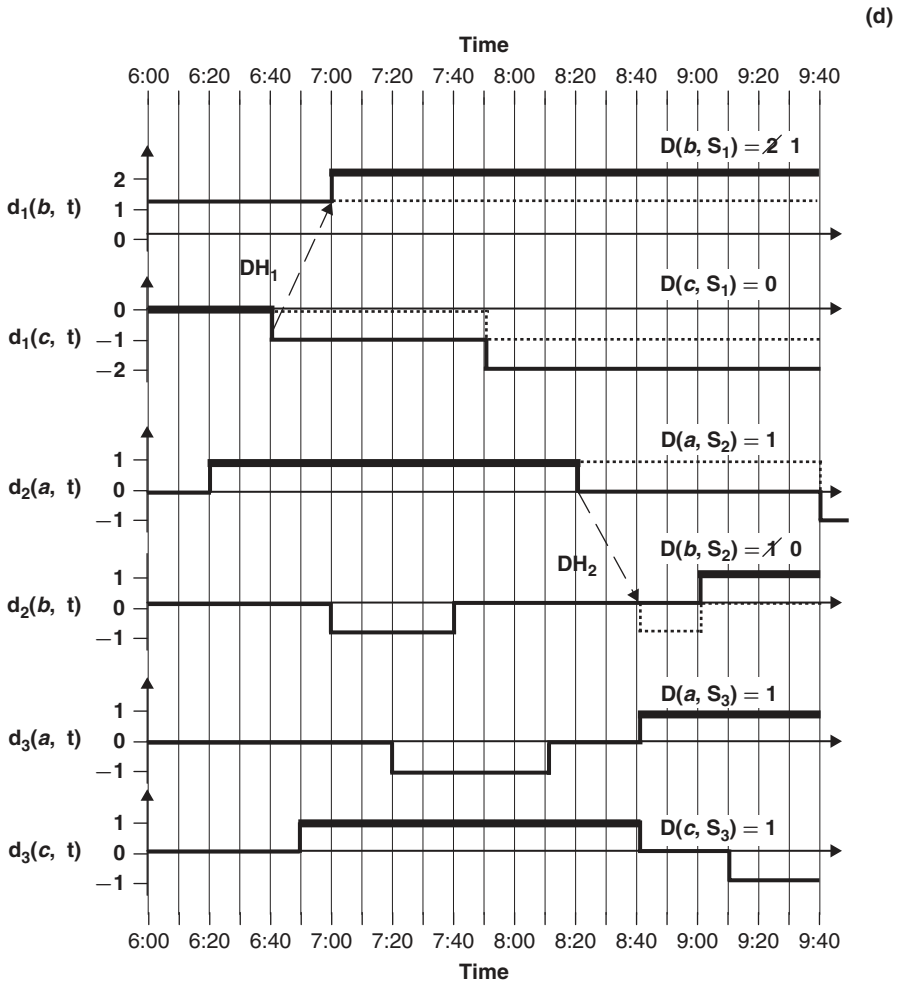 (d)
Time
6:00 6:20 6:40 7:00 7:20 7:40 8:00 8:20 8:40 9:00 9:20 9:40
D(b, S₁) = 2 1
2
d₁(b, t) 1
0
DH₁
D(c, S₁) = 0
0
d₁(c, t) −1
−2
D(a, S₂) = 1
1
d₂(a, t) 0
−1
DH₂
D(b, S₂) = 1 0
1
d₂(b, t) 0
−1
D(a, S₃) = 1
1
d₃(a, t) 0
−1
D(c, S₃) = 1
1
d₃(c, t) 0
−1
6:00 6:20 6:40 7:00 7:20 7:40 8:00 8:20 8:40 9:00 9:20 9:40
Time